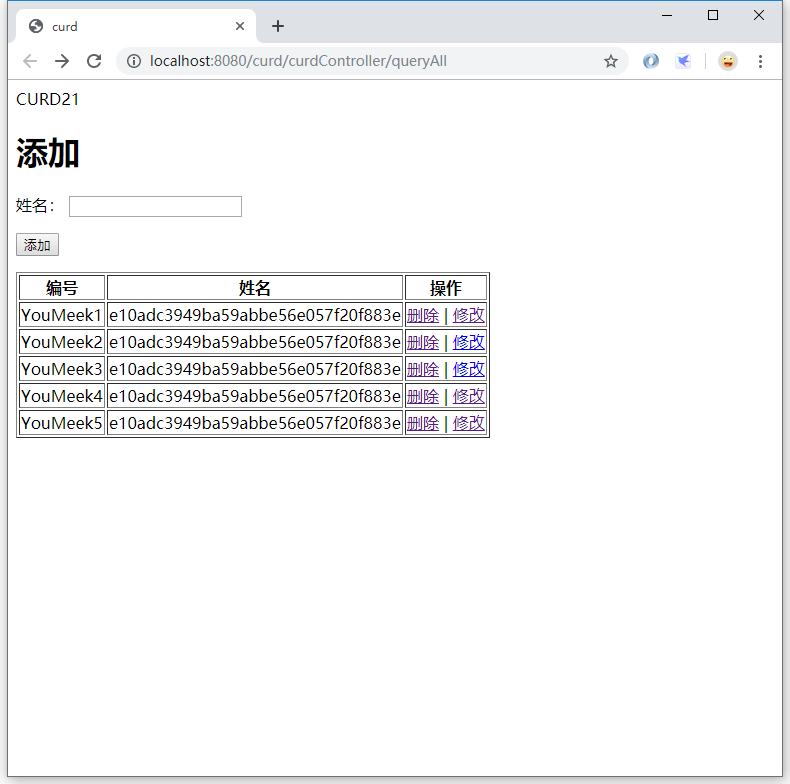 curd
localhost:8080/curd/curdController/queryAll
CURD21
添加
姓名：
添加
编号 姓名 操作
YouMeek1 e10adc3949ba59abbe56e057f20f883e 删除 | 修改
YouMeek2 e10adc3949ba59abbe56e057f20f883e 删除 | 修改
YouMeek3 e10adc3949ba59abbe56e057f20f883e 删除 | 修改
YouMeek4 e10adc3949ba59abbe56e057f20f883e 删除 | 修改
YouMeek5 e10adc3949ba59abbe56e057f20f883e 删除 | 修改